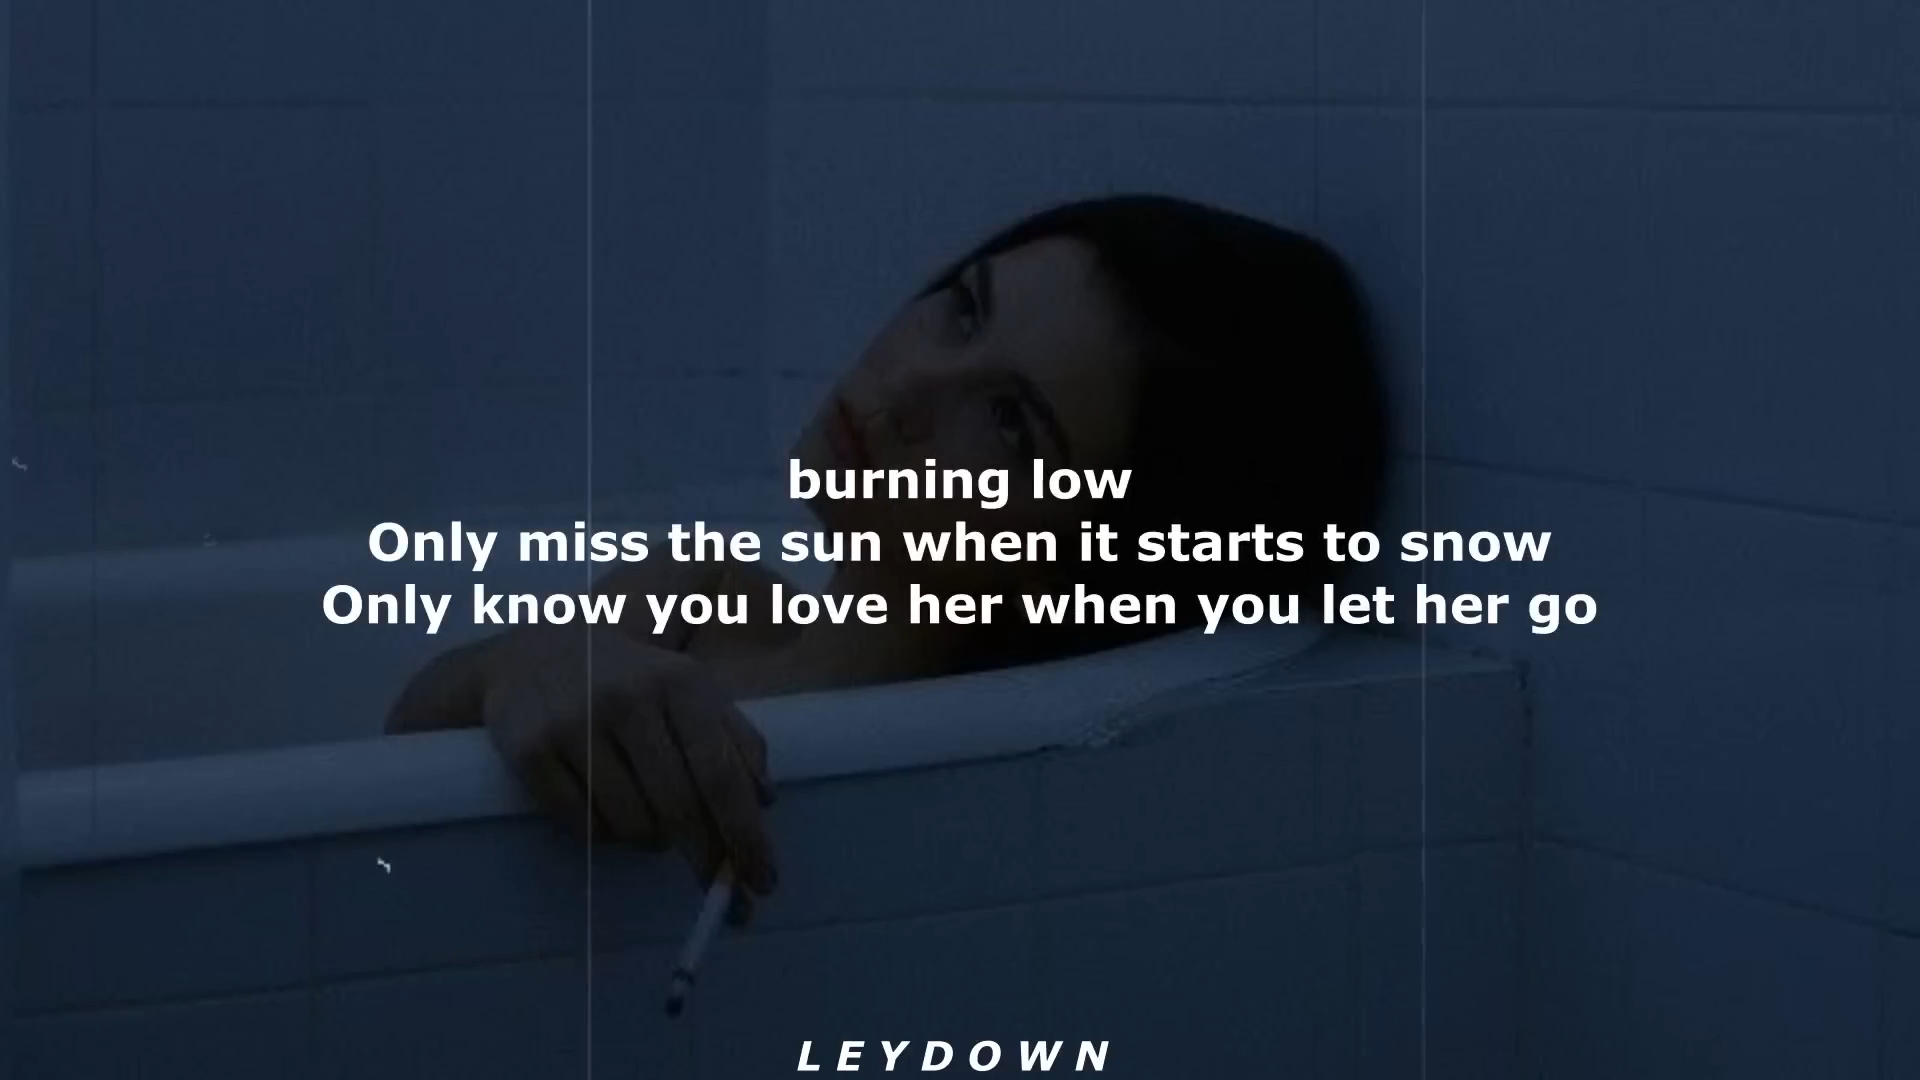 burning low
Only miss the sun when it starts to snow
Only know you love her when you let her go
LEYDOWN